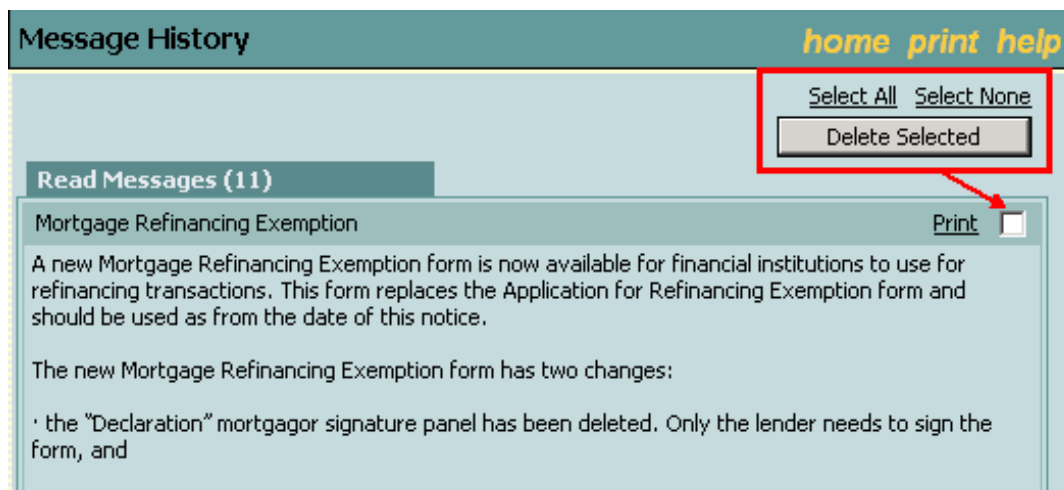 Message History home print help
Select All Select None
Delete Selected
Read Messages (11)
Mortgage Refinancing Exemption Print
A new Mortgage Refinancing Exemption form is now available for financial institutions to use for
refinancing transactions. This form replaces the Application for Refinancing Exemption form and
should be used as from the date of this notice.
The new Mortgage Refinancing Exemption form has two changes:
· the “Declaration” mortgagor signature panel has been deleted. Only the lender needs to sign the
form, and